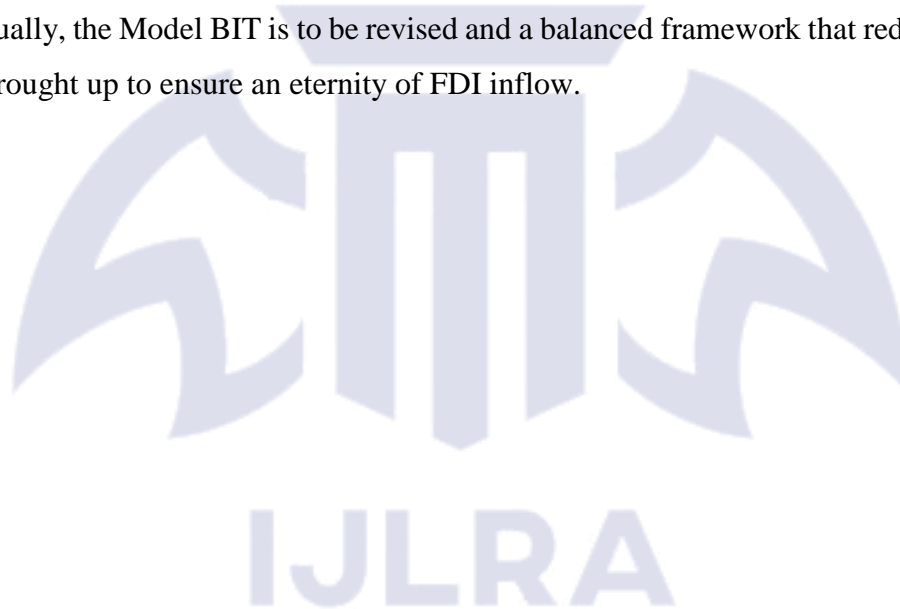 ually, the Model BIT is to be revised and a balanced framework that red
rought up to ensure an eternity of FDI inflow.
IJLRA